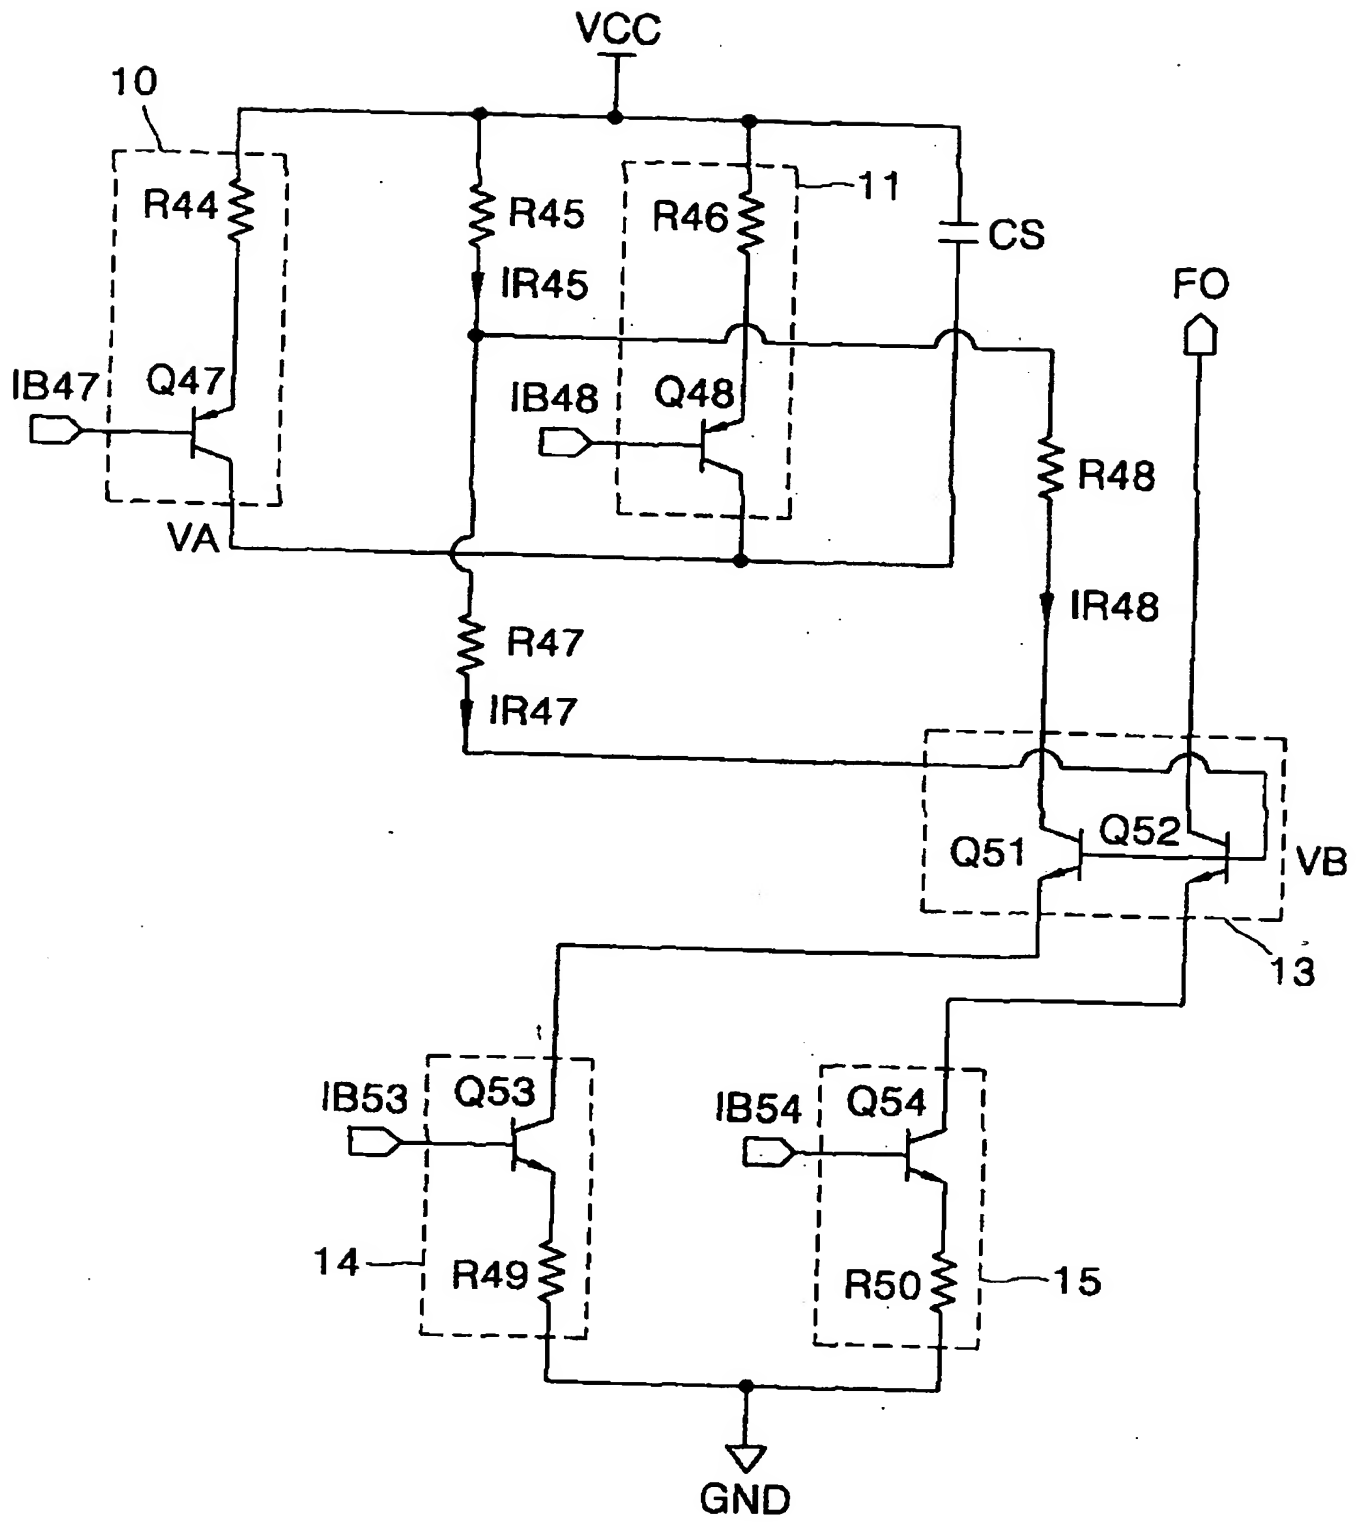 VCC
10
11
R44
R45
R46
CS
IR45
FO
IB47
Q47
IB48
Q48
R48
VA
IR48
R47
IR47
Q51
Q52
VB
13
IB53
Q53
IB54
Q54
14
R49
R50
15
GND